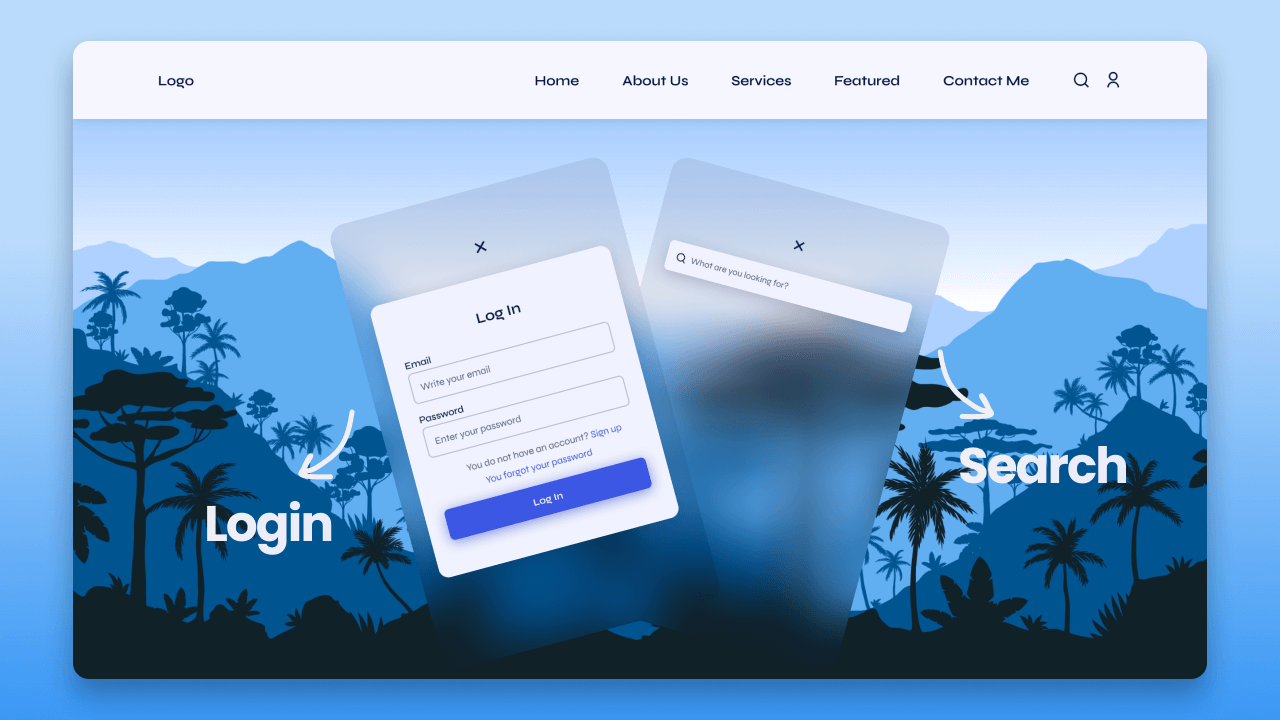 Logo
Home
About Us
Services
Featured
Contact Me
Log In
Email
Write your email
Password
Enter your password
You do not have an account? Sign up
You forgot your password
Log In
What are you looking for?
Login
Search